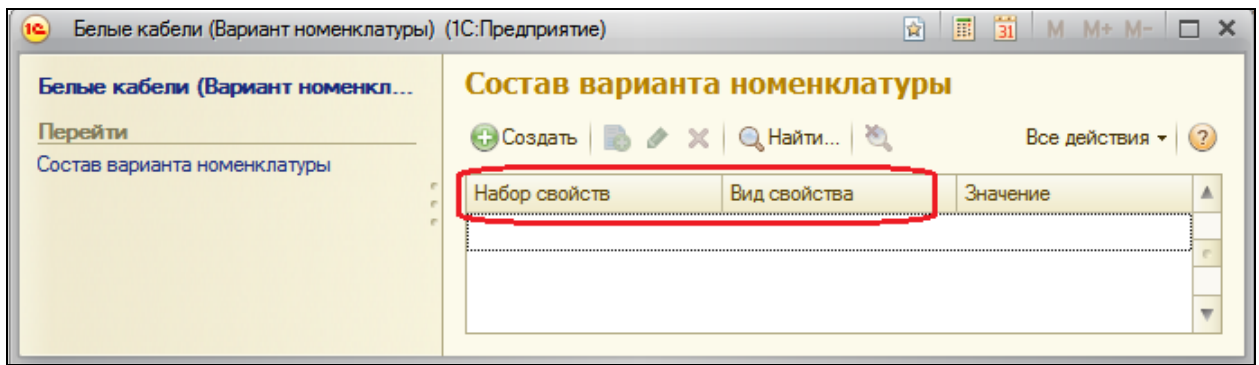 1С Белые кабели (Вариант номенклатуры) (1С:Предприятие) 31 M M+ M-
Белые кабели (Вариант номенкл...
Перейти
Состав варианта номенклатуры
Состав варианта номенклатуры
Создать Найти... Все действия ?
Набор свойств Вид свойства Значение